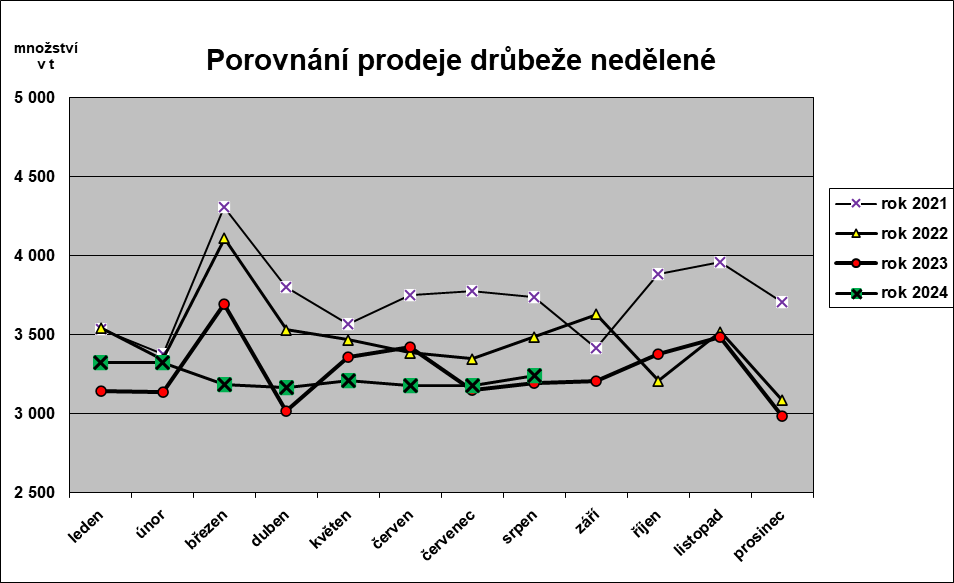 množství
v t
Porovnání prodeje drůbeže nedělené
5 000
4 500
4 000
3 500
3 000
2 500
leden
únor
březen
duben
květen
červen
červenec
srpen
září
říjen
listopad
prosinec
rok 2021
rok 2022
rok 2023
rok 2024